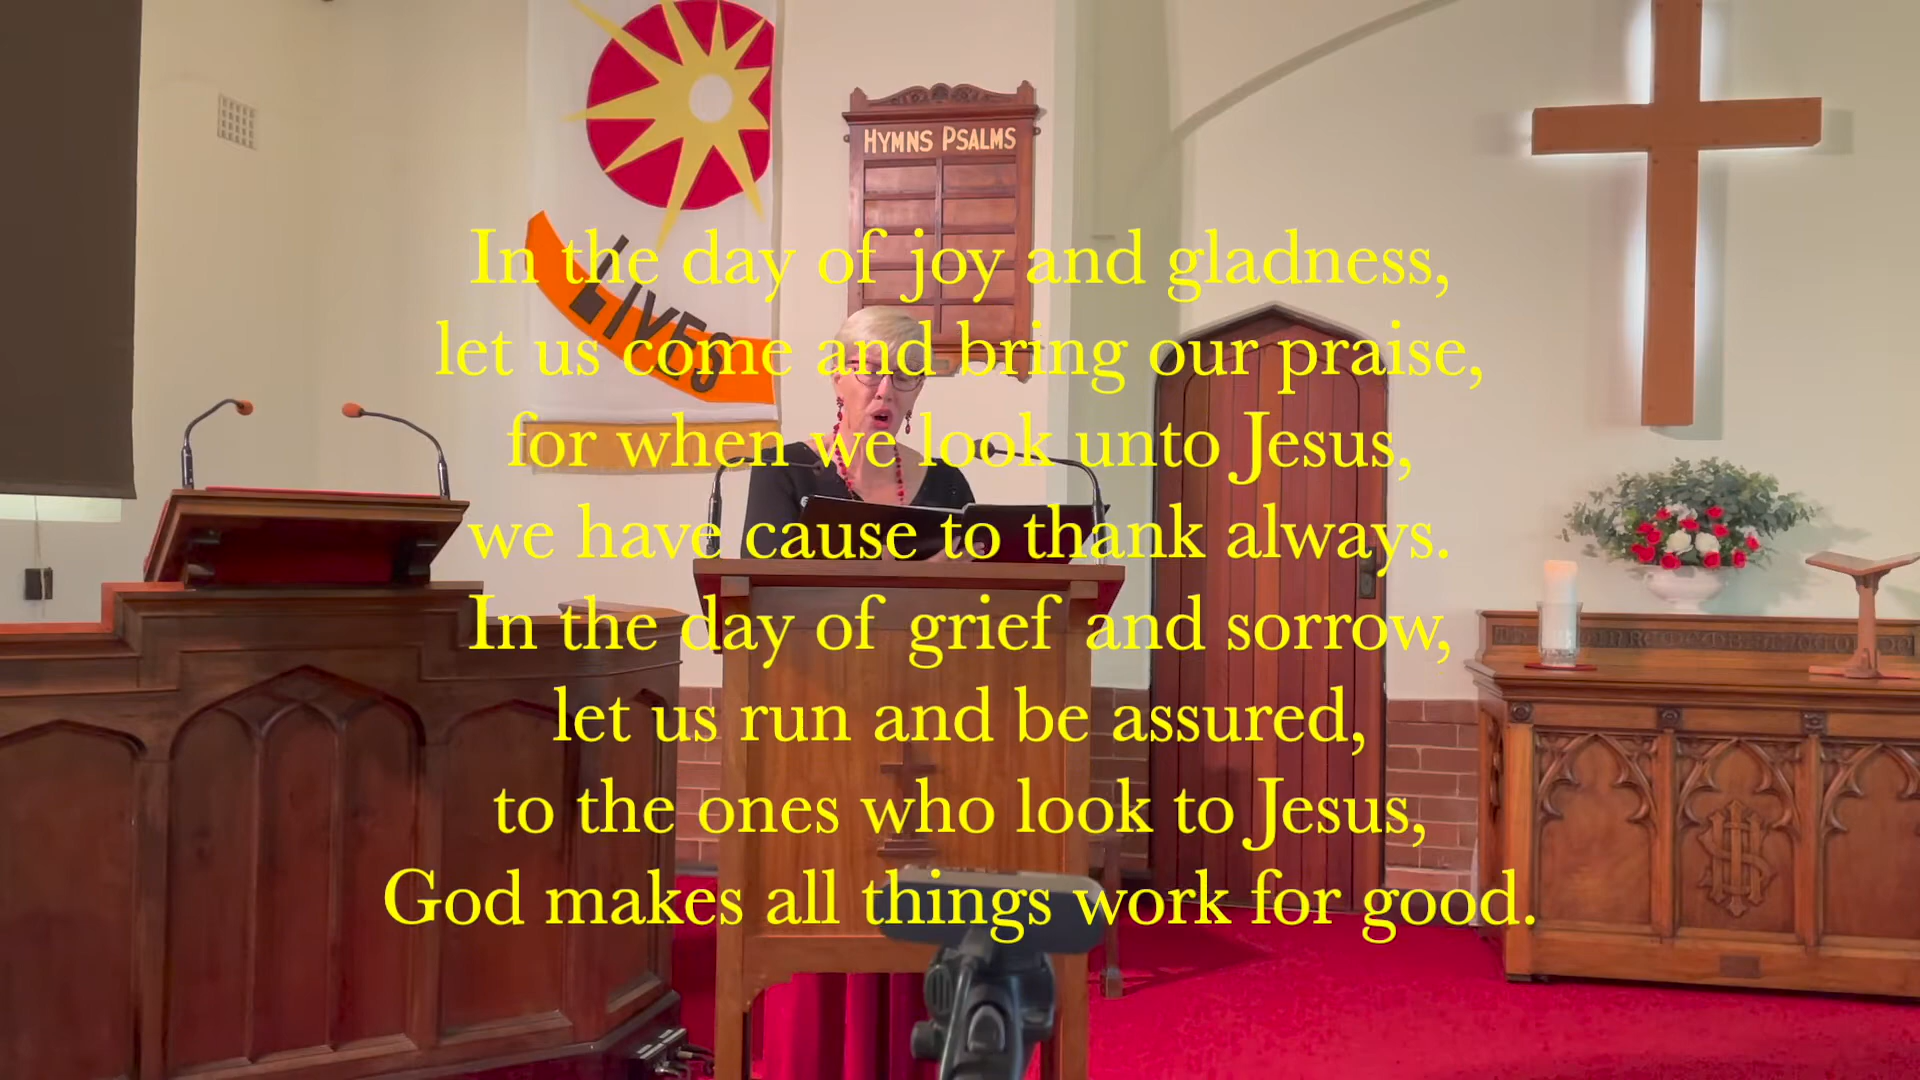 HYMNS PSALMS
LIVES
In the day of joy and gladness,
let us come and bring our praise,
for when we look unto Jesus,
we have cause to thank always.
In the day of grief and sorrow,
let us run and be assured,
to the ones who look to Jesus,
God makes all things work for good.
IHS